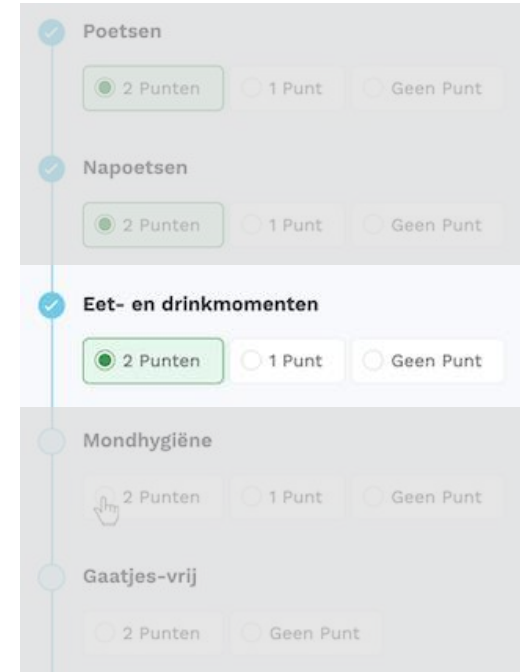 Poetsen
2 Punten 1 Punt Geen Punt
Napoetsen
2 Punten 1 Punt Geen Punt
Eet- en drinkmomenten
2 Punten 1 Punt Geen Punt
Mondhygiëne
2 Punten 1 Punt Geen Punt
Gaatjes-vrij
2 Punten Geen Punt